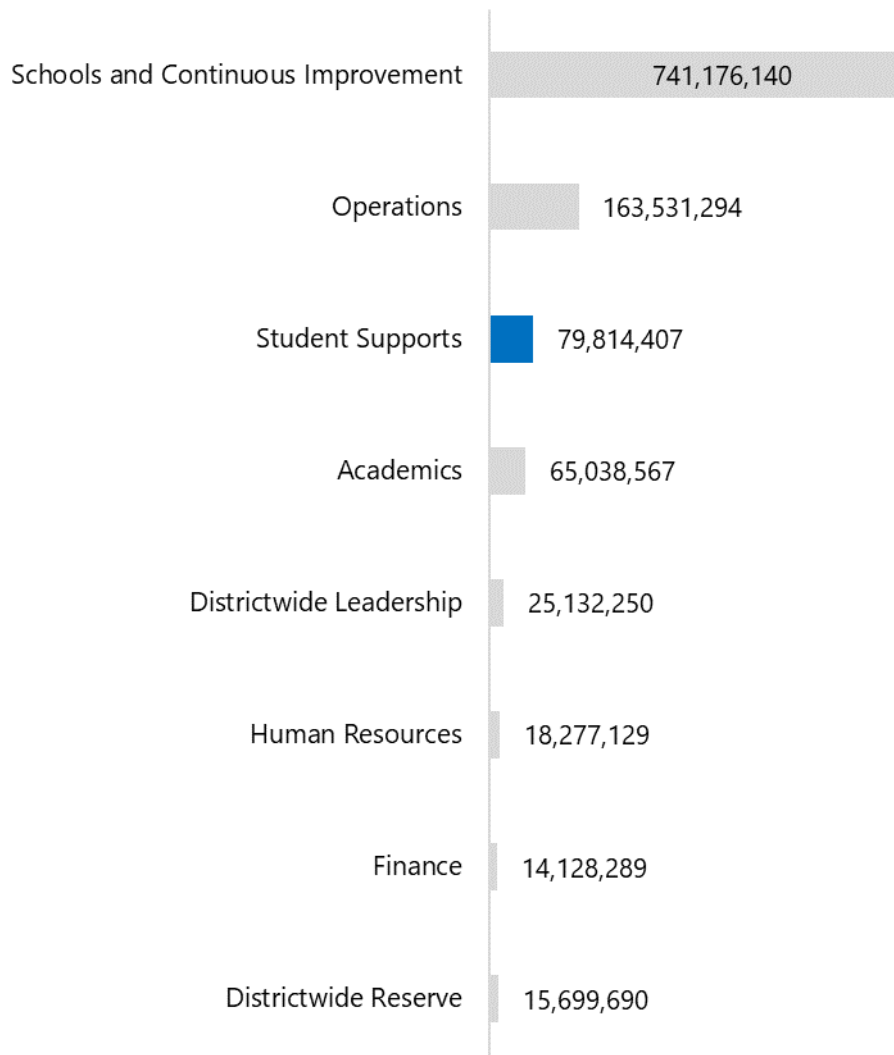 Schools and Continuous Improvement 741,176,140
Operations 163,531,294
Student Supports 79,814,407
Academics 65,038,567
Districtwide Leadership 25,132,250
Human Resources 18,277,129
Finance 14,128,289
Districtwide Reserve 15,699,690